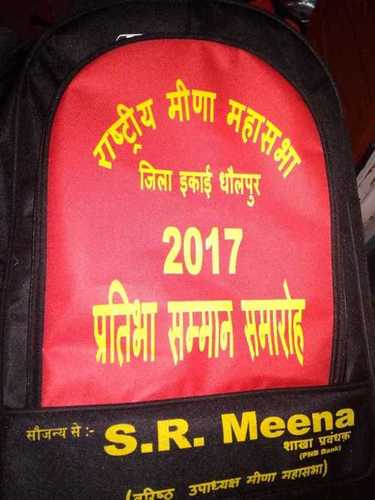 राष्ट्रीय मीणा महासभा
जिला इकाई धौलपुर
2017
प्रतिभा सम्मान समारोह
सौजन्य से :- S.R. Meena
शाखा प्रबंधक
(PNB Bank)
(वरिष्ठ उपाध्यक्ष मीणा महासभा)